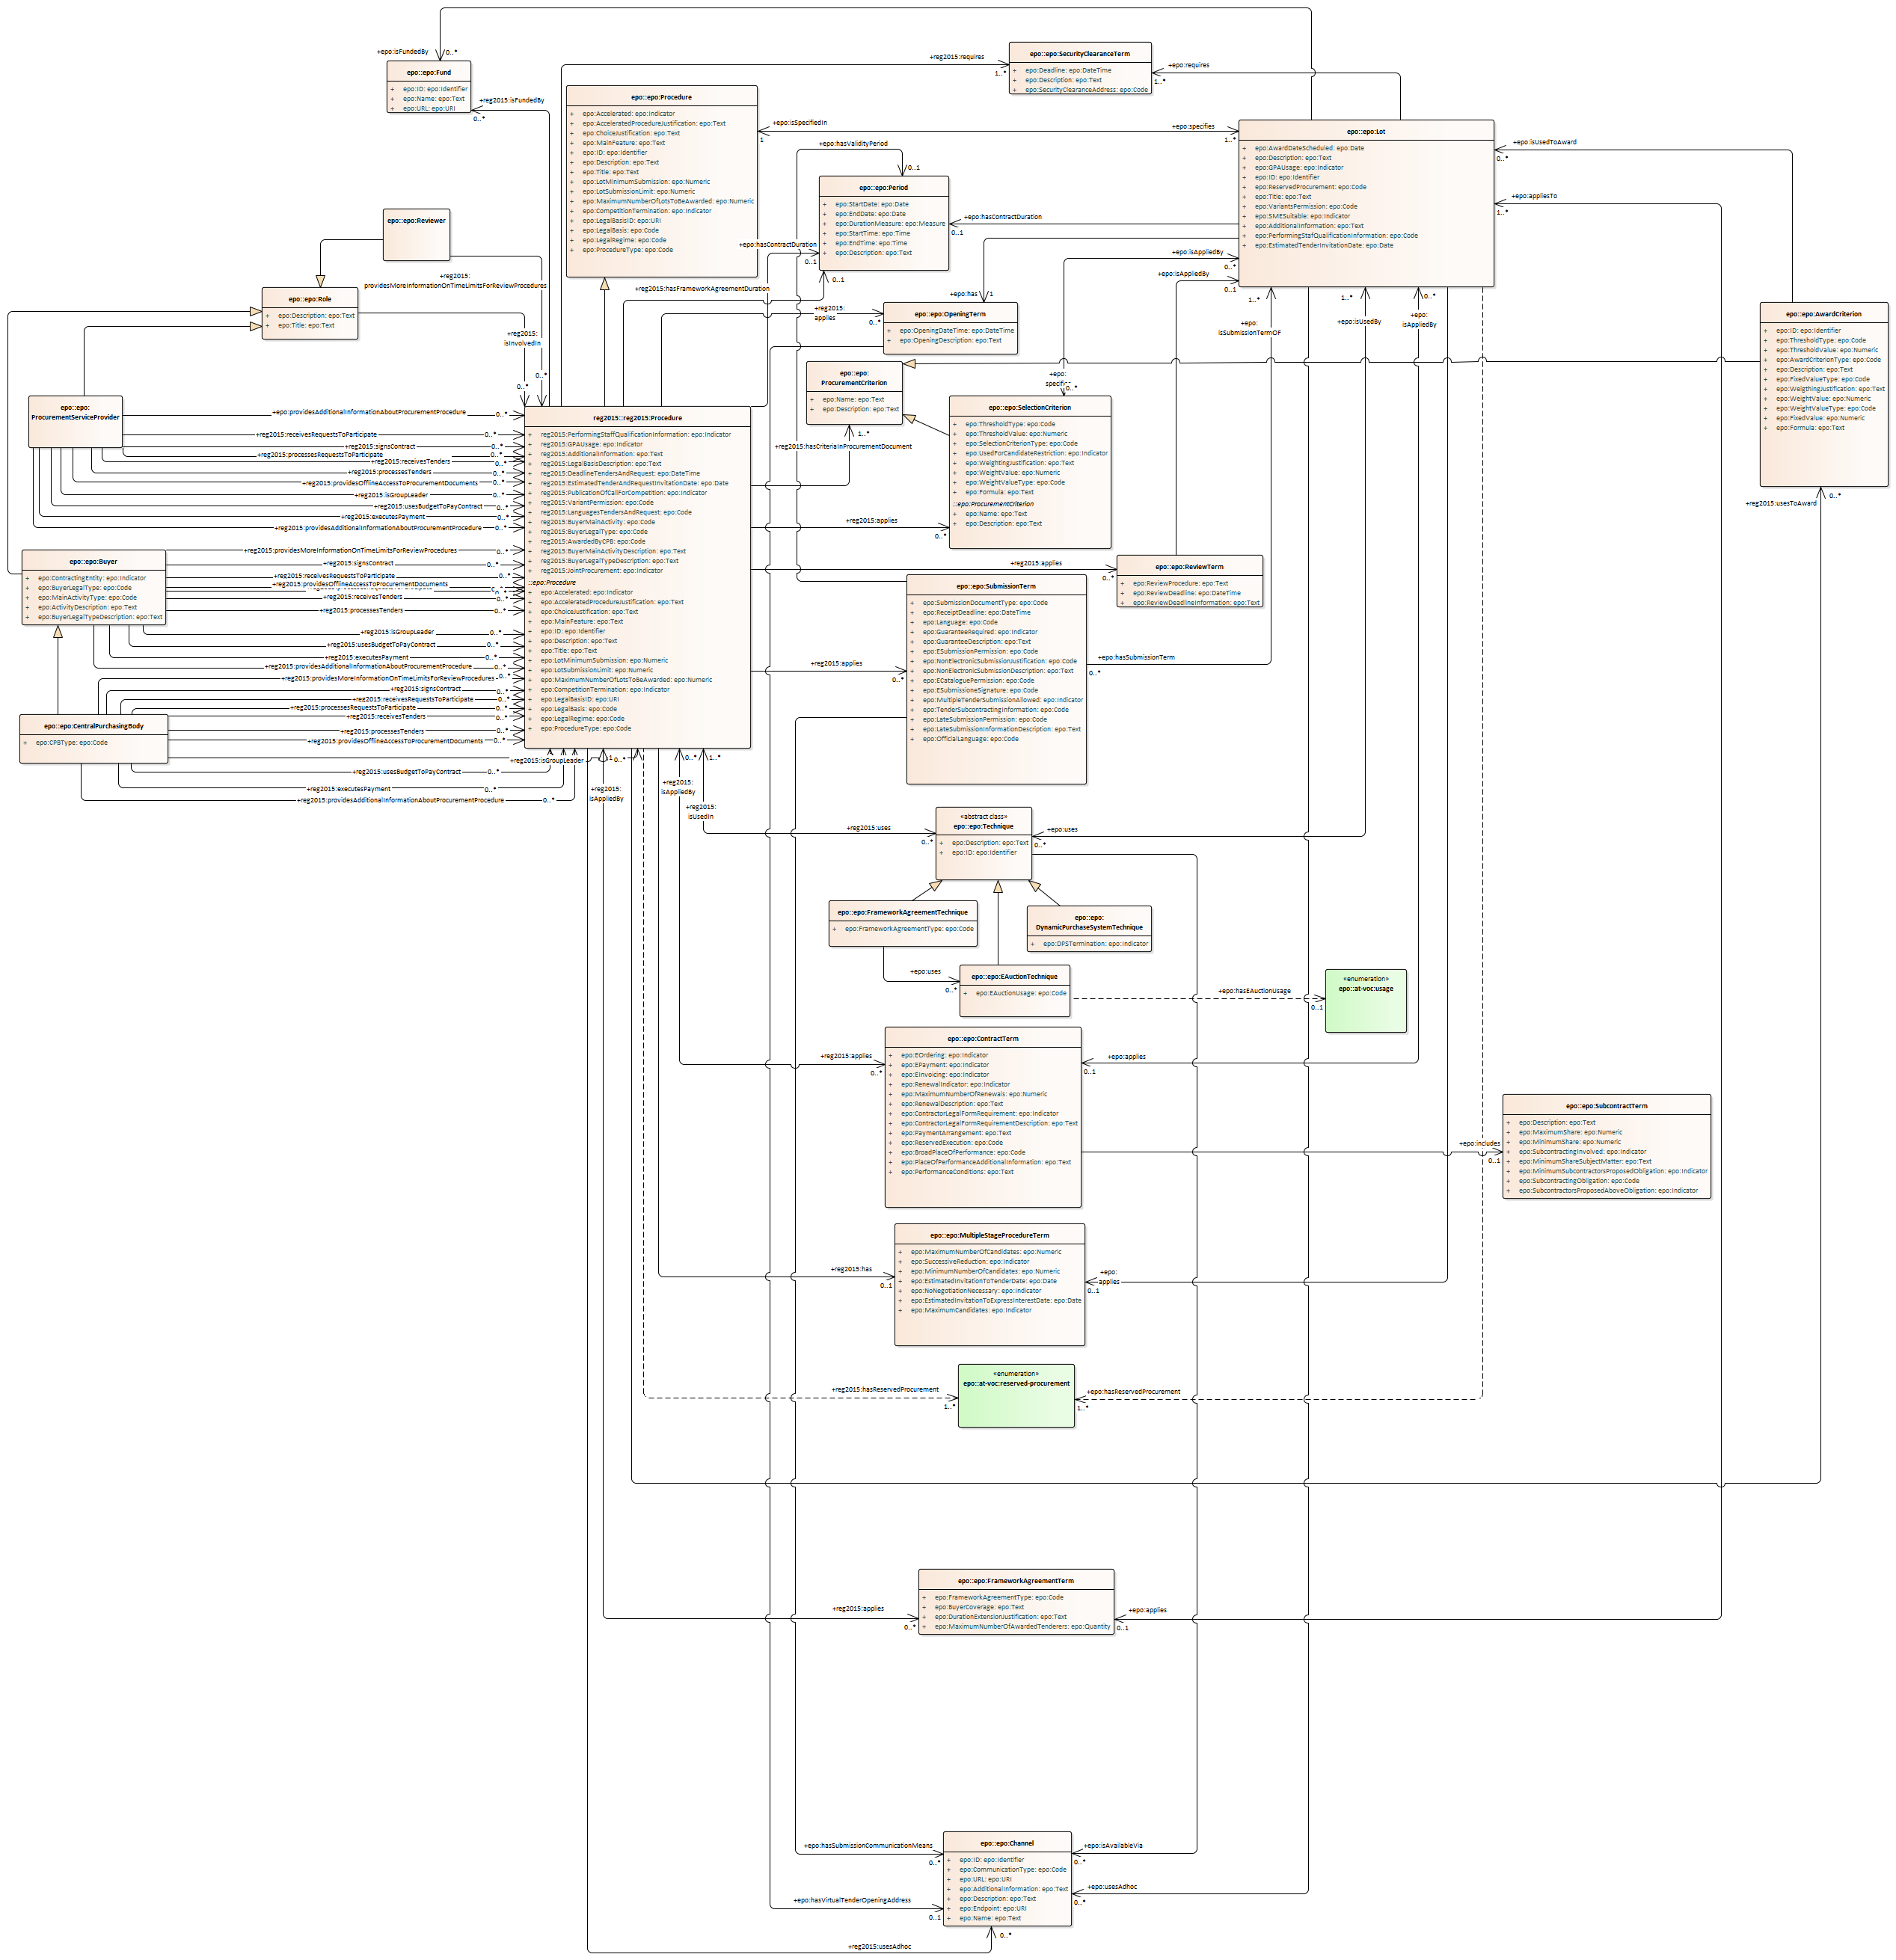 +epo:isFundedBy
0..*
epo::epo:Fund
+ epo:ID: epo:Identifier
+ epo:Name: epo:Text
+ epo:URL: epo:URI
+reg2015:isFundedBy
0..*
+reg2015:requires
1..*
epo::epo:SecurityClearanceTerm
+ epo:Deadline: epo:DateTime
+ epo:Description: epo:Text
+ epo:SecurityClearanceAddress: epo:Code
+epo:requires
1..*
epo::epo:Procedure
+ epo:Accelerated: epo:Indicator
+ epo:AcceleratedProcedureJustification: epo:Text
+ epo:ChoiceJustification: epo:Text
+ epo:MainFeature: epo:Text
+ epo:ID: epo:Identifier
+ epo:Description: epo:Text
+ epo:Title: epo:Text
+ epo:LotMinimumSubmission: epo:Numeric
+ epo:LotSubmissionLimit: epo:Numeric
+ epo:MaximumNumberOfLotsToBeAwarded: epo:Numeric
+ epo:CompetitionTermination: epo:Indicator
+ epo:LegalBasisID: epo:URI
+ epo:LegalBasis: epo:Code
+ epo:LegalRegime: epo:Code
+ epo:ProcedureType: epo:Code
+epo:isSpecifiedIn
1
+epo:specifies
1..*
+epo:hasValidityPeriod
0..1
epo::epo:Period
+ epo:StartDate: epo:Date
+ epo:EndDate: epo:Date
+ epo:DurationMeasure: epo:Measure
+ epo:StartTime: epo:Time
+ epo:EndTime: epo:Time
+ epo:Description: epo:Text
epo::epo:Lot
+ epo:AwardDateScheduled: epo:Date
+ epo:Description: epo:Text
+ epo:GPAUsage: epo:Indicator
+ epo:ID: epo:Identifier
+ epo:ReservedProcurement: epo:Code
+ epo:Title: epo:Text
+ epo:VariantsPermission: epo:Code
+ epo:SMESuitable: epo:Indicator
+ epo:AdditionalInformation: epo:Text
+ epo:PerformingStafQualificationInformation: epo:Code
+ epo:EstimatedTenderInvitationDate: epo:Date
+epo:isUsedToAward
0..*
+epo:appliesTo
1..*
+epo:hasContractDuration
0..1
+epo:hasContractDuration
0..1
+reg2015:hasFrameworkAgreementDuration
0..1
+epo:isAppliedBy
0..*
+epo:isAppliedBy
0..1
epo::epo:Reviewer
+reg2015:
providesMoreInformationOnTimeLimitsForReviewProcedures
0..*
epo::epo:Role
+ epo:Description: epo:Text
+ epo:Title: epo:Text
+reg2015:
isInvolvedIn
0..*
+reg2015:
applies
0..*
+epo:has
1
epo::epo:OpeningTerm
+ epo:OpeningDateTime: epo:DateTime
+ epo:OpeningDescription: epo:Text
+epo:
isSubmissionTermOF
1..*
+epo:isUsedBy
1..*
+epo:
isAppliedBy
0..*
epo::epo:AwardCriterion
+ epo:ID: epo:Identifier
+ epo:ThresholdType: epo:Code
+ epo:ThresholdValue: epo:Numeric
+ epo:AwardCriterionType: epo:Code
+ epo:Description: epo:Text
+ epo:FixedValueType: epo:Code
+ epo:WeigthingJustification: epo:Text
+ epo:WeightValue: epo:Numeric
+ epo:WeightValueType: epo:Code
+ epo:FixedValue: epo:Numeric
+ epo:Formula: epo:Text
+reg2015:usesToAward
0..*
epo::epo:
ProcurementCriterion
+ epo:Name: epo:Text
+ epo:Description: epo:Text
+reg2015:hasCriteriaInProcurementDocument
1..*
+epo:
0..*
epo::epo:SelectionCriterion
+ epo:ThresholdType: epo:Code
+ epo:ThresholdValue: epo:Numeric
+ epo:SelectionCriterionType: epo:Code
+ epo:UsedForCandidateRestriction: epo:Indicator
+ epo:WeightingJustification: epo:Text
+ epo:WeightValue: epo:Numeric
+ epo:WeightValueType: epo:Code
+ epo:Formula: epo:Text
::epo:ProcurementCriterion
+ epo:Name: epo:Text
+ epo:Description: epo:Text
epo::epo:
ProcurementServiceProvider
+epo:providesAdditionalInformationAboutProcurementProcedure 0..*
+reg2015:receivesRequestsToParticipate 0..*
+reg2015:signsContract 0..*
+reg2015:processesRequestsToParticipate 0..*
+reg2015:receivesTenders 0..*
+reg2015:processesTenders 0..*
+reg2015:providesOfflineAccessToProcurementDocuments 0..*
+reg2015:isGroupLeader 0..*
+reg2015:usesBudgetToPayContract 0..*
+reg2015:executesPayment 0..*
+reg2015:providesAdditionalInformationAboutProcurementProcedure 0..*
reg2015::reg2015:Procedure
+ reg2015:PerformingStaffQualificationInformation: epo:Indicator
+ reg2015:GPAUsage: epo:Indicator
+ reg2015:AdditionalInformation: epo:Text
+ reg2015:LegalBasisDescription: epo:Text
+ reg2015:DeadlineTendersAndRequest: epo:DateTime
+ reg2015:EstimatedTenderAndRequestInvitationDate: epo:Date
+ reg2015:PublicationOfCallForCompetition: epo:Indicator
+ reg2015:VariantPermission: epo:Code
+ reg2015:LanguagesTendersAndRequest: epo:Code
+ reg2015:BuyerMainActivity: epo:Code
+ reg2015:BuyerLegalType: epo:Code
+ reg2015:AwardedByCPB: epo:Code
+ reg2015:BuyerMainActivityDescription: epo:Text
+ reg2015:BuyerLegalTypeDescription: epo:Text
+ reg2015:JointProcurement: epo:Indicator
::epo:Procedure
+ epo:Accelerated: epo:Indicator
+ epo:AcceleratedProcedureJustification: epo:Text
+ epo:ChoiceJustification: epo:Text
+ epo:MainFeature: epo:Text
+ epo:ID: epo:Identifier
+ epo:Description: epo:Text
+ epo:Title: epo:Text
+ epo:LotMinimumSubmission: epo:Numeric
+ epo:LotSubmissionLimit: epo:Numeric
+ epo:MaximumNumberOfLotsToBeAwarded: epo:Numeric
+ epo:CompetitionTermination: epo:Indicator
+ epo:LegalBasisID: epo:URI
+ epo:LegalBasis: epo:Code
+ epo:LegalRegime: epo:Code
+ epo:ProcedureType: epo:Code
+reg2015:applies
0..*
+reg2015:applies
0..*
epo::epo:ReviewTerm
+ epo:ReviewProcedure: epo:Text
+ epo:ReviewDeadline: epo:DateTime
+ epo:ReviewDeadlineInformation: epo:Text
epo::epo:Buyer
+ epo:ContractingEntity: epo:Indicator
+ epo:BuyerLegalType: epo:Code
+ epo:MainActivityType: epo:Code
+ epo:ActivityDescription: epo:Text
+ epo:BuyerLegalTypeDescription: epo:Text
+reg2015:providesMoreInformationOnTimeLimitsForReviewProcedures 0..*
+reg2015:signsContract 0..*
+reg2015:receivesRequestsToParticipate 0..*
+reg2015:providesOfflineAccessToProcurementDocuments 0..*
+reg2015:receivesTenders 0..*
+reg2015:processesTenders 0..*
+reg2015:isGroupLeader 0..*
+reg2015:usesBudgetToPayContract 0..*
+reg2015:executesPayment 0..*
+reg2015:providesAdditionalInformationAboutProcurementProcedure 0..*
+reg2015:providesMoreInformationOnTimeLimitsForReviewProcedures 0..*
+reg2015:signsContract 0..*
+reg2015:receivesRequestsToParticipate 0..*
+reg2015:processesRequestsToParticipate 0..*
+reg2015:receivesTenders 0..*
+reg2015:processesTenders 0..*
+reg2015:providesOfflineAccessToProcurementDocuments 0..*
epo::epo:CentralPurchasingBody
+ epo:CPBType: epo:Code
+reg2015:isGroupLeader 0..*
+reg2015:usesBudgetToPayContract 0..*
+reg2015:executesPayment 0..*
+reg2015:providesAdditionalInformationAboutProcurementProcedure 0..*
epo::epo:SubmissionTerm
+ epo:SubmissionDocumentType: epo:Code
+ epo:ReceiptDeadline: epo:DateTime
+ epo:Language: epo:Code
+ epo:GuaranteeRequired: epo:Indicator
+ epo:GuaranteeDescription: epo:Text
+ epo:ESubmissionPermission: epo:Code
+ epo:NonElectronicSubmissionJustification: epo:Code
+ epo:NonElectronicSubmissionDescription: epo:Text
+ epo:ECataloguePermission: epo:Code
+ epo:ESubmissioneSignature: epo:Code
+ epo:MultipleTenderSubmissionAllowed: epo:Indicator
+ epo:TenderSubcontractingInformation: epo:Code
+ epo:LateSubmissionPermission: epo:Code
+ epo:LateSubmissionInformationDescription: epo:Text
+ epo:OfficialLanguage: epo:Code
+reg2015:applies
0..*
+epo:hasSubmissionTerm
0..*
+reg2015:
isAppliedBy
1
+reg2015:
isAppliedBy
0..*
+reg2015:
isUsedIn
1..*
+reg2015:uses
0..*
«abstract class»
epo::epo:Technique
+ epo:Description: epo:Text
+ epo:ID: epo:Identifier
+epo:uses
0..*
epo::epo:FrameworkAgreementTechnique
+ epo:FrameworkAgreementType: epo:Code
epo::epo:
DynamicPurchaseSystemTechnique
+ epo:DPSTermination: epo:Indicator
+epo:uses
0..*
epo::epo:EAuctionTechnique
+ epo:EAuctionUsage: epo:Code
+epo:hasEAuctionUsage
0..1
«enumeration»
epo::at-voc:usage
epo::epo:ContractTerm
+ epo:EOrdering: epo:Indicator
+ epo:EPayment: epo:Indicator
+ epo:EInvoicing: epo:Indicator
+ epo:RenewalIndicator: epo:Indicator
+ epo:MaximumNumberOfRenewals: epo:Numeric
+ epo:RenewalDescription: epo:Text
+ epo:ContractorLegalFormRequirement: epo:Indicator
+ epo:ContractorLegalFormRequirementDescription: epo:Text
+ epo:PaymentArrangement: epo:Text
+ epo:ReservedExecution: epo:Code
+ epo:BroadPlaceOfPerformance: epo:Code
+ epo:PlaceOfPerformanceAdditionalInformation: epo:Text
+ epo:PerformanceConditions: epo:Text
+reg2015:applies
0..*
+epo:applies
0..1
+epo:includes
0..1
epo::epo:SubcontractTerm
+ epo:Description: epo:Text
+ epo:MaximumShare: epo:Numeric
+ epo:MinimumShare: epo:Numeric
+ epo:SubcontractingInvolved: epo:Indicator
+ epo:MinimumShareSubjectMatter: epo:Text
+ epo:MinimumSubcontractorsProposedObligation: epo:Indicator
+ epo:SubcontractingObligation: epo:Code
+ epo:SubcontractorsProposedAboveObligation: epo:Indicator
epo::epo:MultipleStageProcedureTerm
+ epo:MaximumNumberOfCandidates: epo:Numeric
+ epo:SuccessiveReduction: epo:Indicator
+ epo:MinimumNumberOfCandidates: epo:Numeric
+ epo:EstimatedInvitationToTenderDate: epo:Date
+ epo:NoNegotiationNecessary: epo:Indicator
+ epo:EstimatedInvitationToExpressInterestDate: epo:Date
+ epo:MaximumCandidates: epo:Indicator
+reg2015:has
0..1
+epo:
applies
0..1
«enumeration»
epo::at-voc:reserved-procurement
+reg2015:hasReservedProcurement
1..*
+epo:hasReservedProcurement
1..*
epo::epo:FrameworkAgreementTerm
+ epo:FrameworkAgreementType: epo:Code
+ epo:BuyerCoverage: epo:Text
+ epo:DurationExtensionJustification: epo:Text
+ epo:MaximumNumberOfAwardedTenderers: epo:Quantity
+reg2015:applies
0..*
+epo:applies
0..1
epo::epo:Channel
+ epo:ID: epo:Identifier
+ epo:CommunicationType: epo:Code
+ epo:URL: epo:URI
+ epo:AdditionalInformation: epo:Text
+ epo:Description: epo:Text
+ epo:Endpoint: epo:URI
+ epo:Name: epo:Text
+epo:hasSubmissionCommunicationMeans
0..*
+epo:isAvailableVia
0..*
+epo:usesAdhoc
0..*
+epo:hasVirtualTenderOpeningAddress
0..1
+reg2015:usesAdhoc
0..*